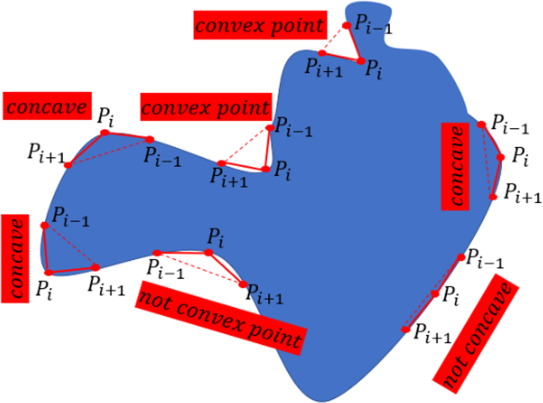 convex point
P_{i-1}
P_{i+1}
P_i
concave
P_i
P_{i+1}
P_{i-1}
convex point
P_{i-1}
P_{i+1}
P_i
concave
P_{i-1}
P_i
P_{i+1}
concave
P_{i-1}
P_i
P_{i+1}
P_i
P_{i-1}
P_{i+1}
not convex point
P_{i-1}
P_i
P_{i+1}
not concave